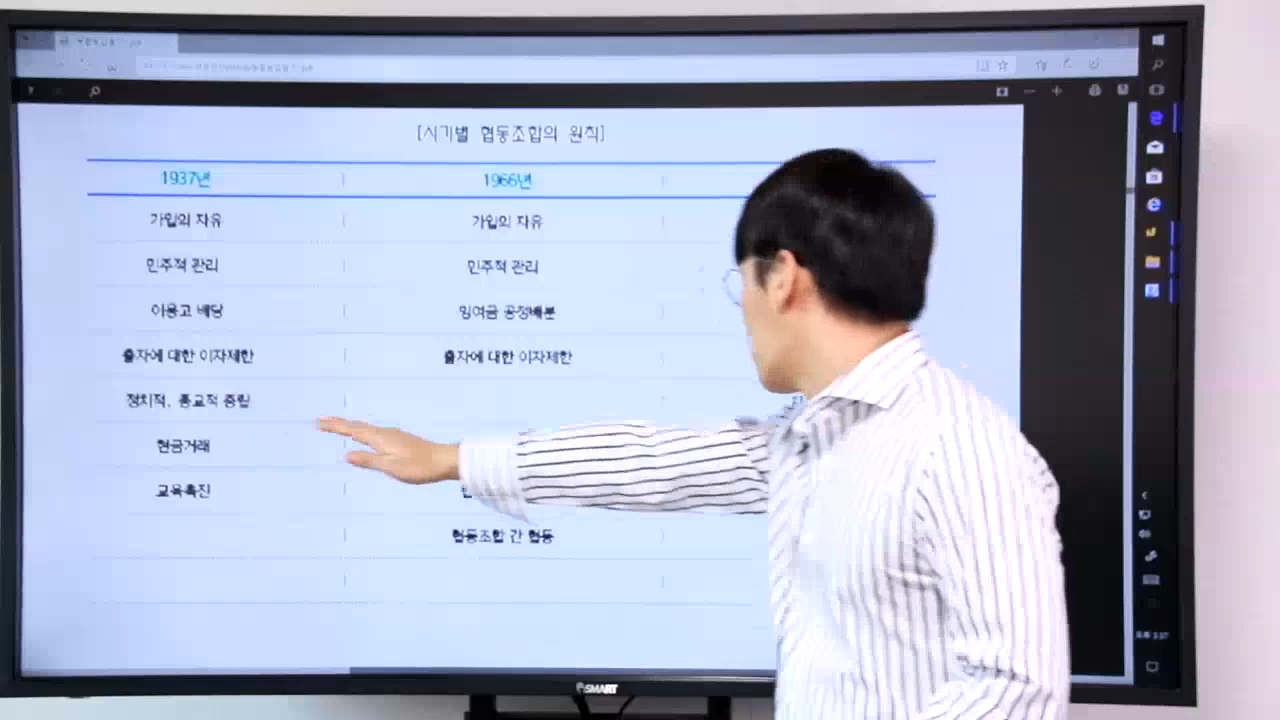 [시기별 협동조합의 원칙]
1937년 1966년
가입의 자유 가입의 자유
민주적 관리 민주적 관리
이용고 배당 잉여금 공정배분
출자에 대한 이자제한 출자에 대한 이자제한
정치적, 종교적 중립
현금거래
교육촉진
협동조합 간 협동
SMART